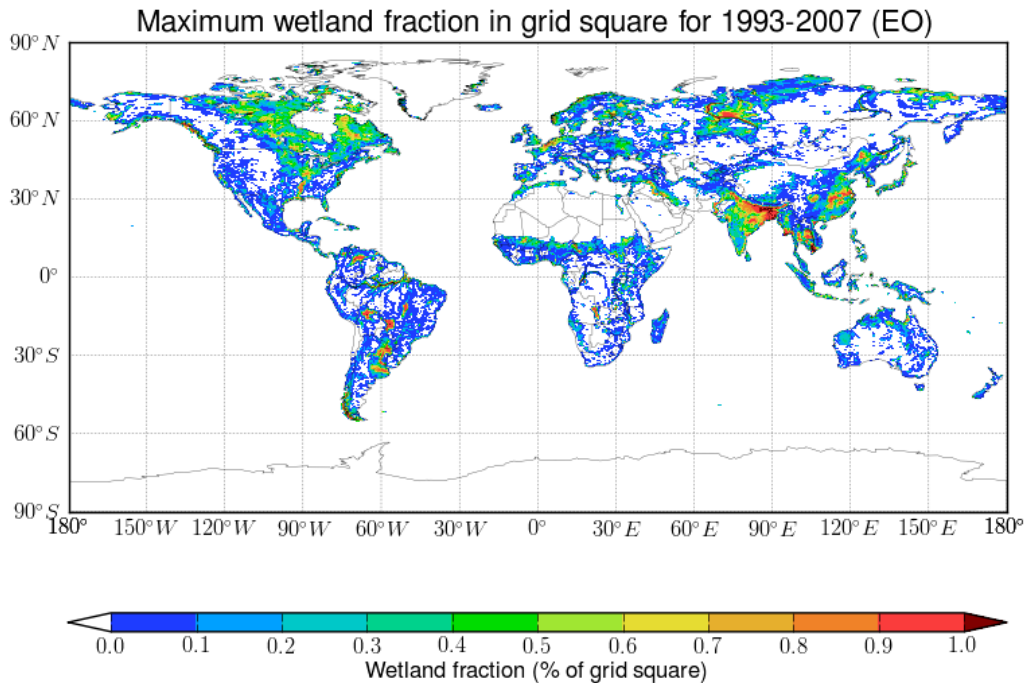 Maximum wetland fraction in grid square for 1993-2007 (EO)
90°N
60°N
30°N
0°
30°S
60°S
90°S
180° 150°W 120°W 90°W 60°W 30°W 0° 30°E 60°E 90°E 120°E 150°E 180°
0.0 0.1 0.2 0.3 0.4 0.5 0.6 0.7 0.8 0.9 1.0
Wetland fraction (% of grid square)